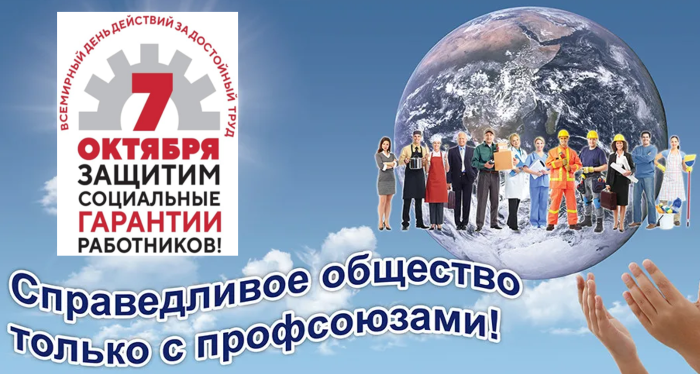 ВСЕМИРНЫЙ ДЕНЬ ДЕЙСТВИЙ ЗА ДОСТОЙНЫЙ ТРУД
7
ОКТЯБРЯ
ЗАЩИТИМ
СОЦИАЛЬНЫЕ
ГАРАНТИИ
РАБОТНИКОВ!
Справедливое общество
только с профсоюзами!